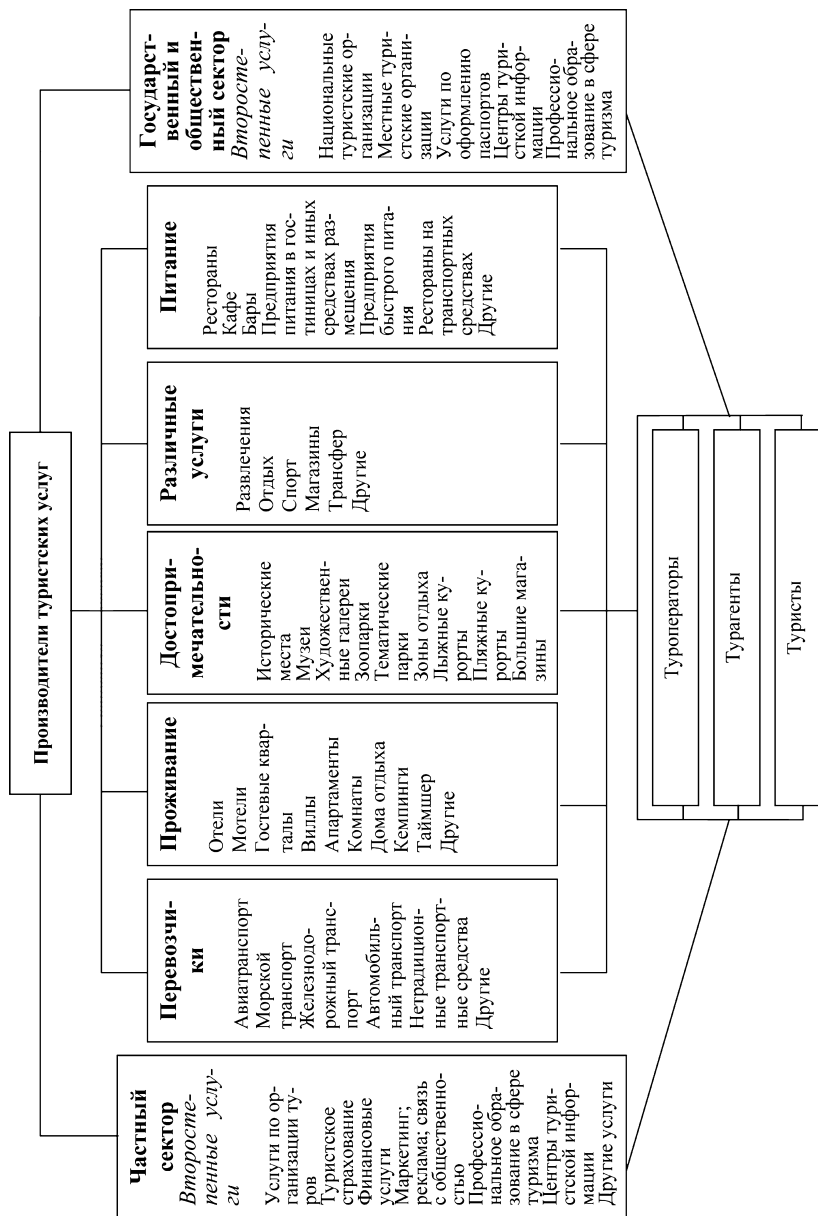 Производители туристских услуг
Частный
сектор
Второсте-
пенные услу-
ги
Услуги по ор-
ганизации ту-
ров
Туристское
страхование
Финансовые
услуги
Маркетинг;
реклама; связь
с общественно-
стью
Профессио-
нальное обра-
зование в сфере
туризма
Центры тури-
стской инфор-
мации
Другие услуги
Перевозчи-
ки
Авиатранспорт
Морской
транспорт
Железнодо-
рожный транс-
порт
Автомобиль-
ный транспорт
Нетрадицион-
ные транспорт-
ные средства
Другие
Проживание
Отели
Мотели
Гостевые квар-
талы
Виллы
Апартаменты
Комнаты
Дома отдыха
Кемпинги
Таймшер
Другие
Достопри-
мечательно-
сти
Исторические
места
Музеи
Художествен-
ные галереи
Зоопарки
Тематические
парки
Зоны отдыха
Лыжные ку-
рорты
Пляжные ку-
рорты
Большие мага-
зины
Различные
услуги
Развлечения
Отдых
Спорт
Магазины
Трансфер
Другие
Питание
Рестораны
Кафе
Бары
Предприятия
питания в гос-
тиницах и иных
средствах раз-
мещения
Предприятия
быстрого пита-
ния
Рестораны на
транспортных
средствах
Другие
Государст-
венный и
обществен-
ный сектор
Второсте-
пенные услу-
ги
Национальные
туристские ор-
ганизации
Местные тури-
стские органи-
зации
Услуги по
оформлению
паспортов
Центры тури-
сткой инфор-
мации
Профессио-
нальное обра-
зование в сфере
туризма
Туроператоры
Турагенты
Туристы